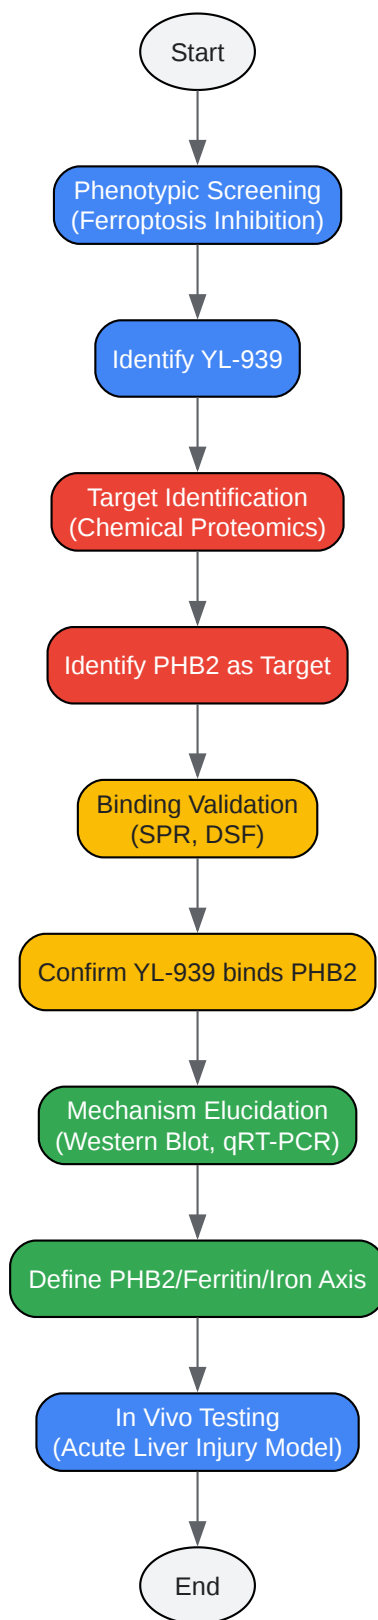 Start
Phenotypic Screening
(Ferroptosis Inhibition)
Identify YL-939
Target Identification
(Chemical Proteomics)
Identify PHB2 as Target
Binding Validation
(SPR, DSF)
Confirm YL-939 binds PHB2
Mechanism Elucidation
(Western Blot, qRT-PCR)
Define PHB2/Ferritin/Iron Axis
In Vivo Testing
(Acute Liver Injury Model)
End